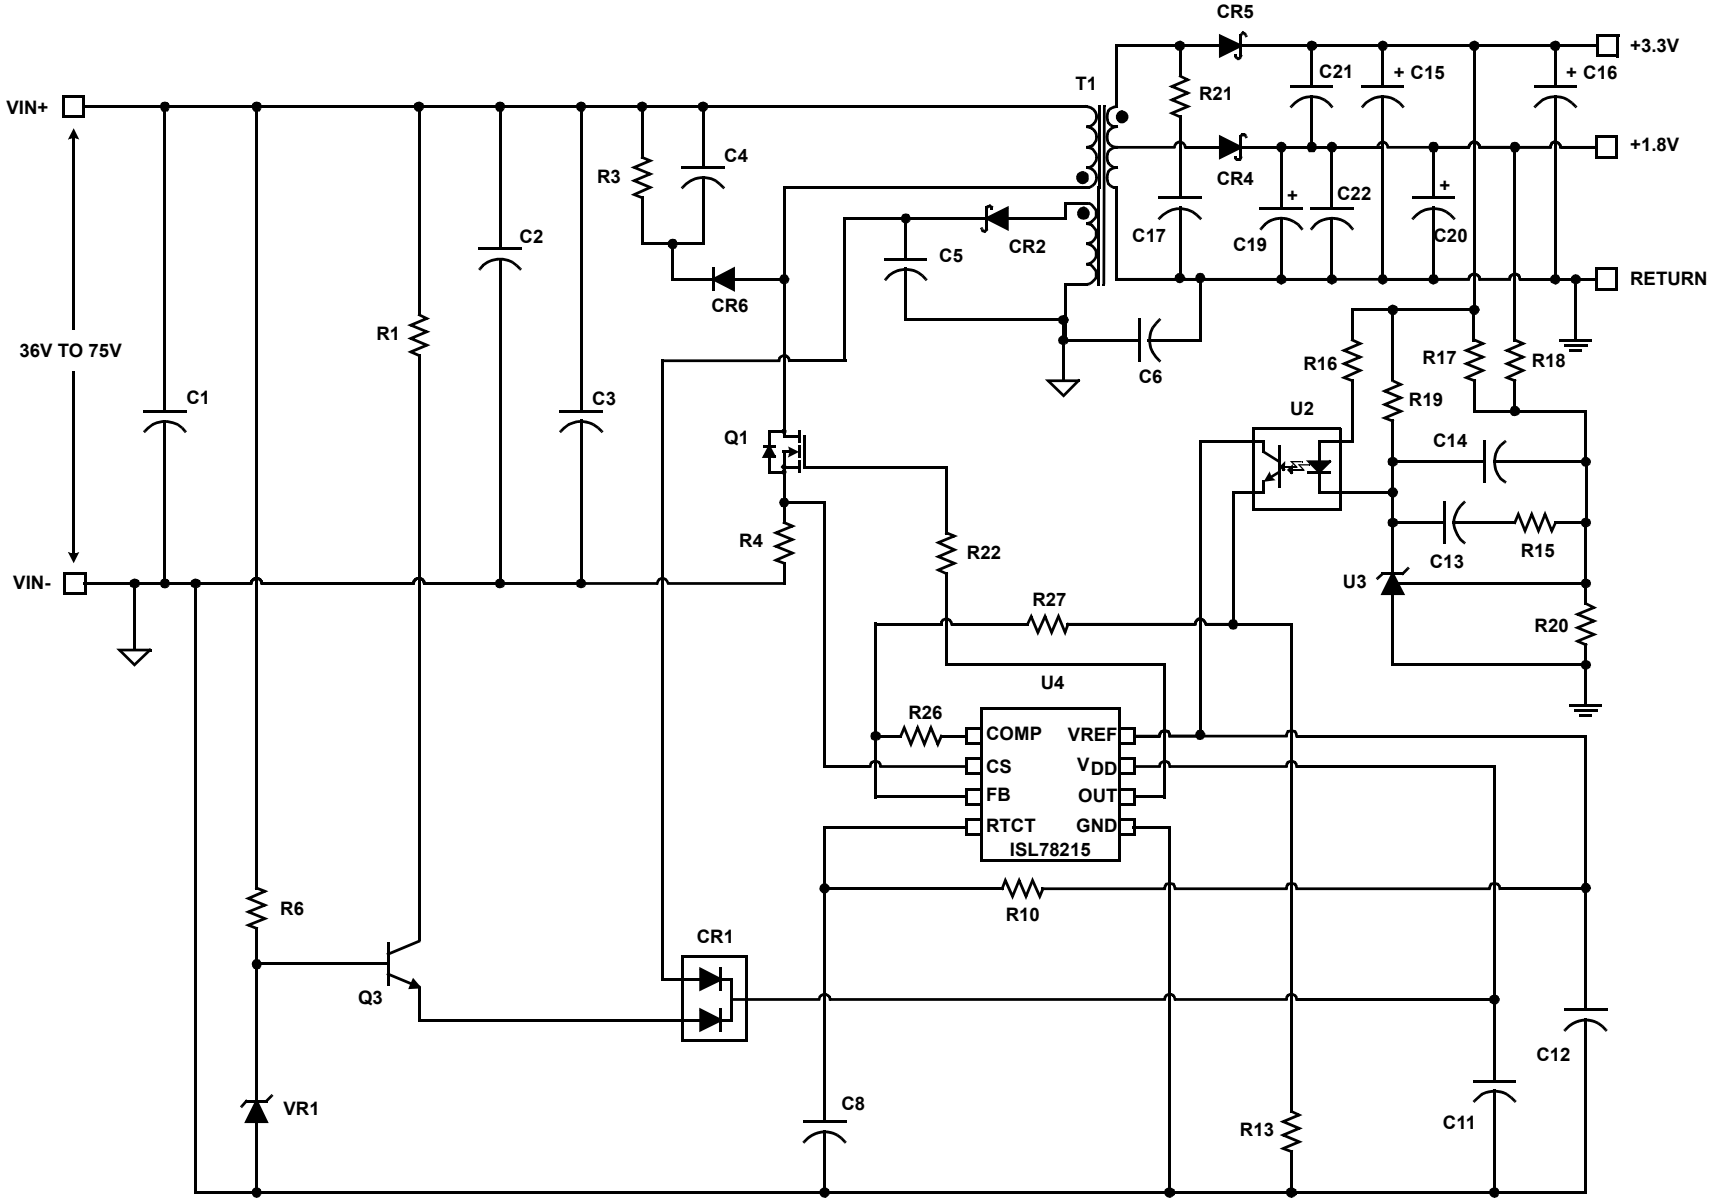 CR5
+3.3V
C21
+ C15
+ C16
T1
R21
VIN+
+1.8V
C4
R3
CR4
C22
+
+
CR2
C17
C19
C20
C2
C5
RETURN
CR6
R1
36V TO 75V
C6
R16
R17
R18
C1
C3
R19
U2
Q1
C14
R4
R22
C13
R15
VIN-
U3
R27
R20
U4
R26
COMP
VREF
CS
VDD
FB
OUT
RTCT
GND
ISL78215
R6
R10
CR1
Q3
C12
VR1
C8
C11
R13